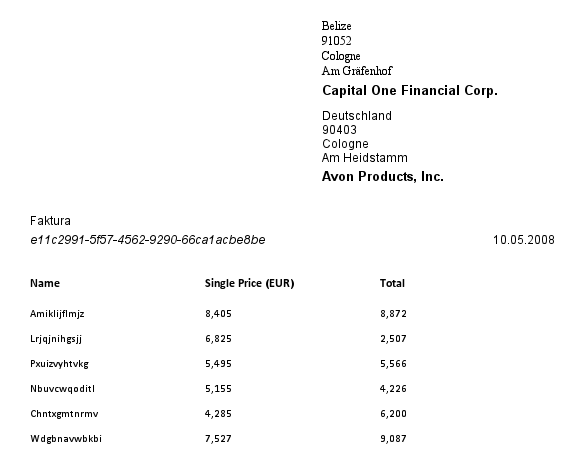 Belize
91052
Cologne
Am Gräfenhof
Capital One Financial Corp.
Deutschland
90403
Cologne
Am Heidstamm
Avon Products, Inc.
Faktura
e11c2991-5f57-4562-9290-66ca1acbe8be 10.05.2008
Name Single Price (EUR) Total
Amiklijflmjz 8,405 8,872
Lrjqjnihgsjj 6,825 2,507
Pxuizvyhtvkg 5,495 5,566
Nbuvcwqoditl 5,155 4,226
Chntxgmtnrmv 4,285 6,200
Wdgbnavwbkbi 7,527 9,087